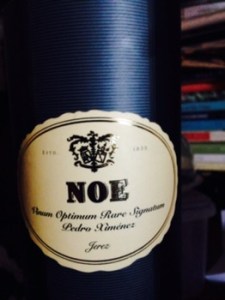 NOE
Vinum Optimum Rare Signatum
Pedro Ximénez
Jerez